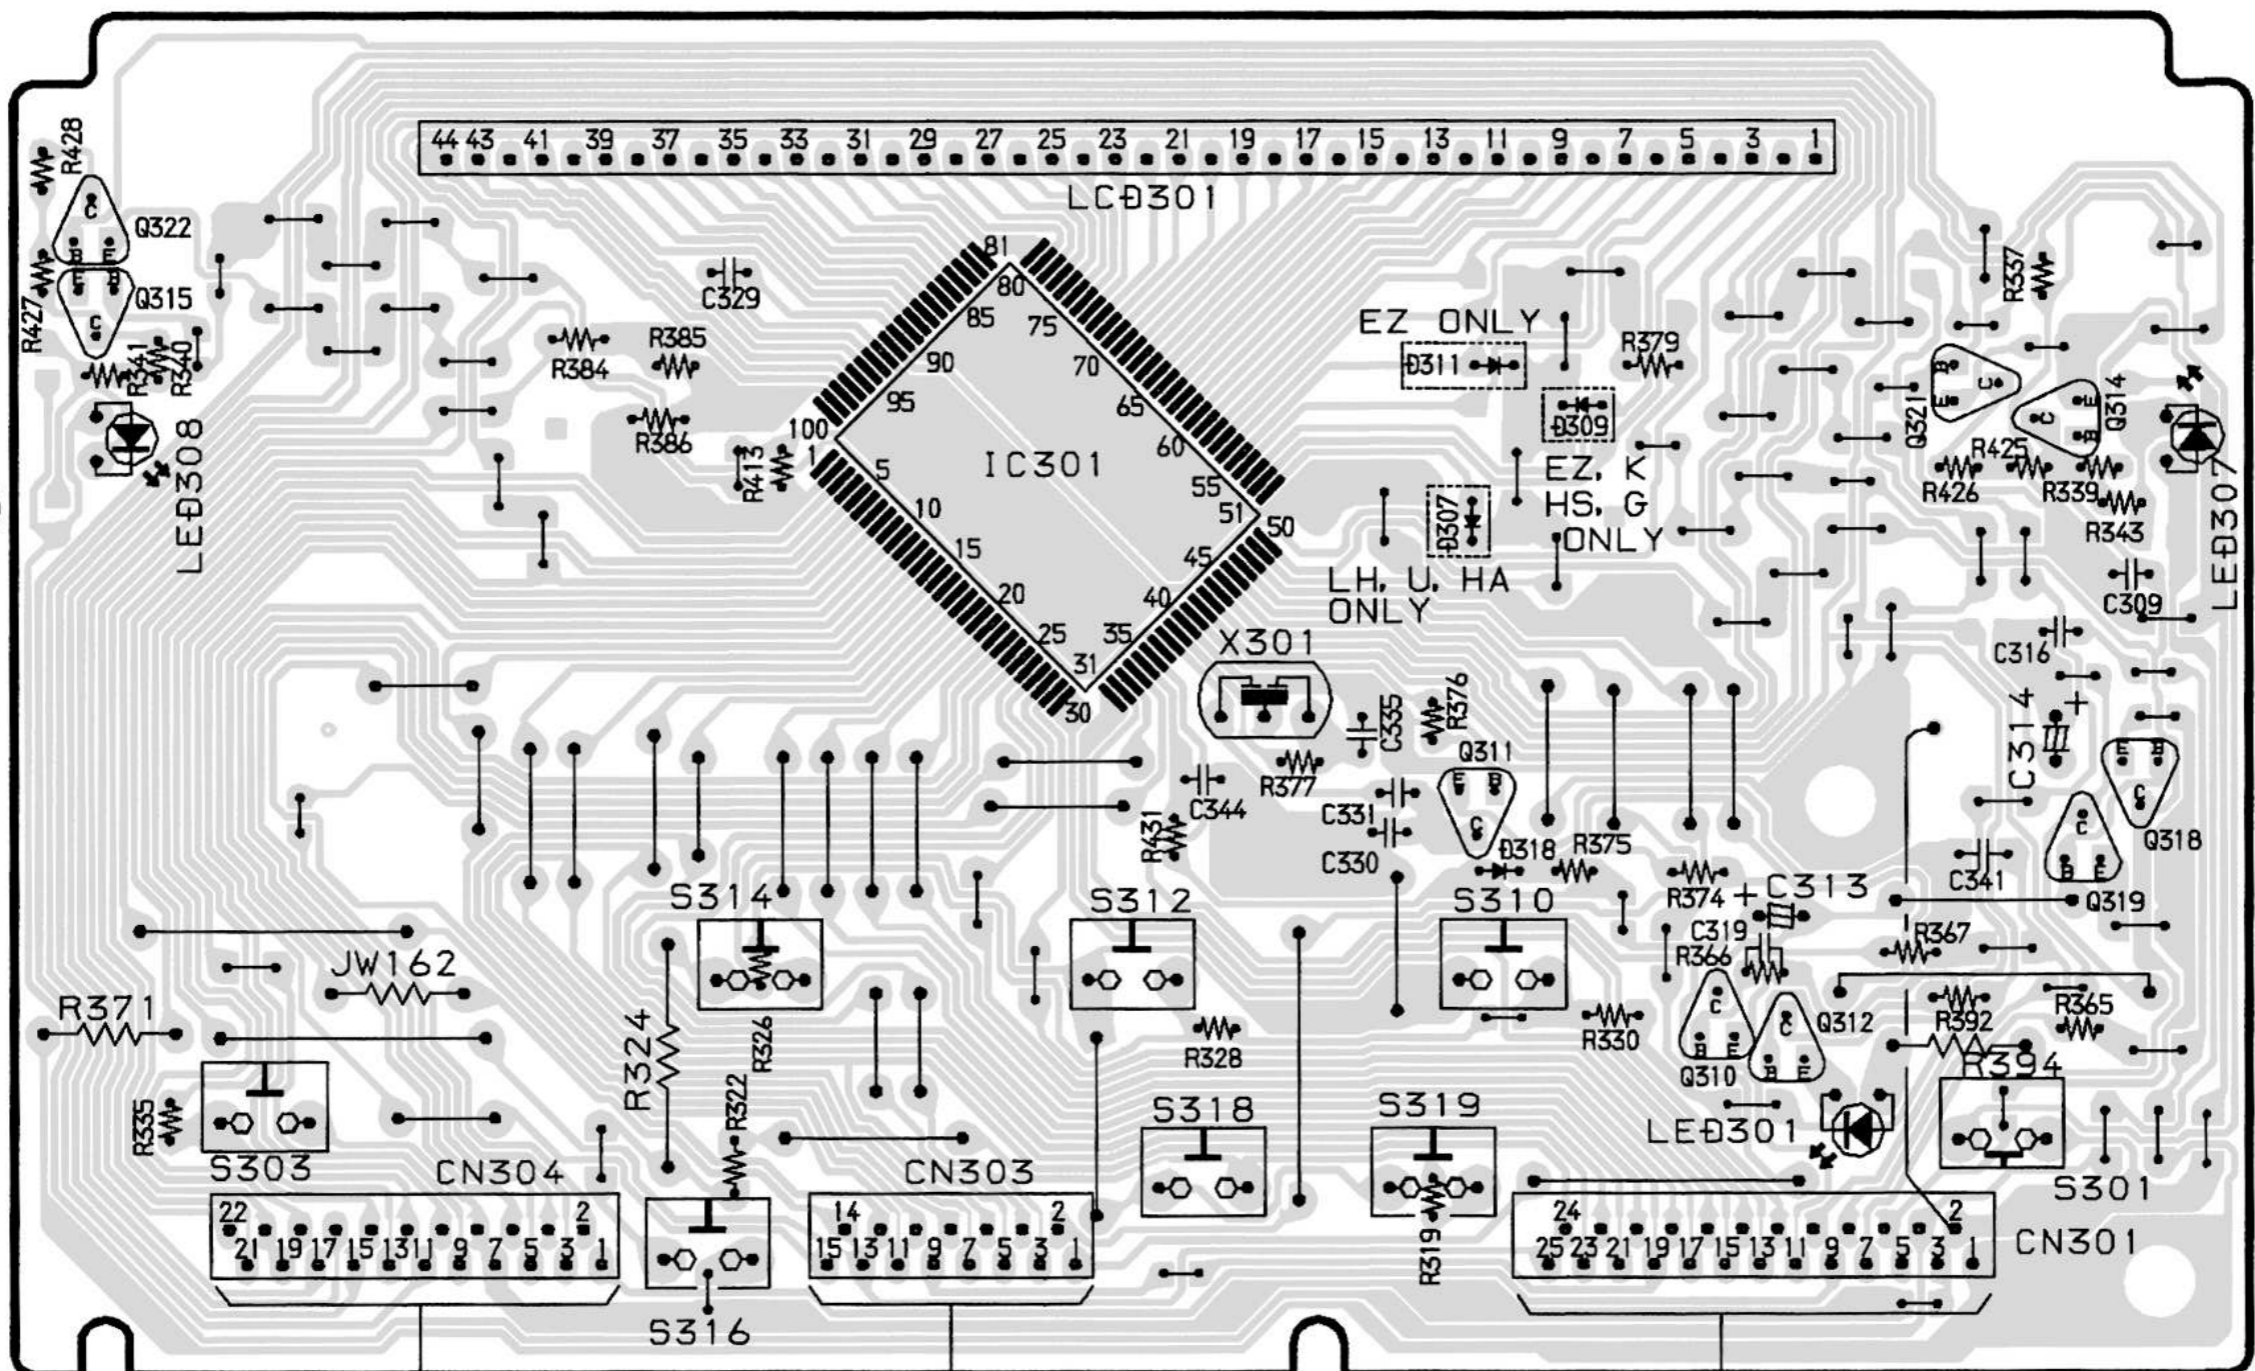 R428
44 43 41 39 37 35 33 31 29 27 25 23 21 19 17 15 13 11 9 7 5 3 1
LCD301
C
Q322
B E
E B
Q315
C
R427
R341
R340
LED308
C329
R385
R384
R386
R413
81
80
85
75
90
70
95
65
100
60
1
5
IC301
55
10
51
50
15
45
20
40
25
35
31
30
EZ ONLY
D311
D309
R379
EZ, K
HS, G
ONLY
D307
LH, U, HA
ONLY
R337
B
C
E
Q321
E
C
B
Q314
R425
R426
R339
R343
LED307
C309
C316
X301
C335
R376
R377
C344
R431
Q311
E B
C
C331
C330
D318
R375
R374
+
C314
E B
C
Q318
C
B E
Q319
C341
+ C313
C319
R366
R367
S314
S312
S310
JW162
R371
R324
R326
R328
R330
C
B E
Q310
C
B E
Q312
R392
R365
R394
R335
S303
R322
S318
S319
LED301
S301
CN304
CN303
CN301
22 2
21 19 17 15 13 11 9 7 5 3 1
14 2
15 13 11 9 7 5 3 1
R319
24 2
25 23 21 19 17 15 13 11 9 7 5 3 1
S316